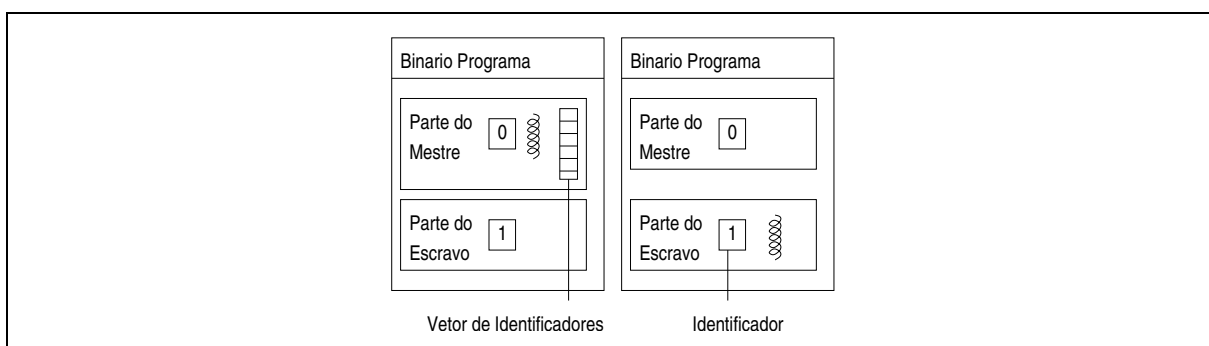 Binario Programa
Parte do
Mestre
0
Parte do
Escravo
1
Vetor de Identificadores
Binario Programa
Parte do
Mestre
0
Parte do
Escravo
1
Identificador